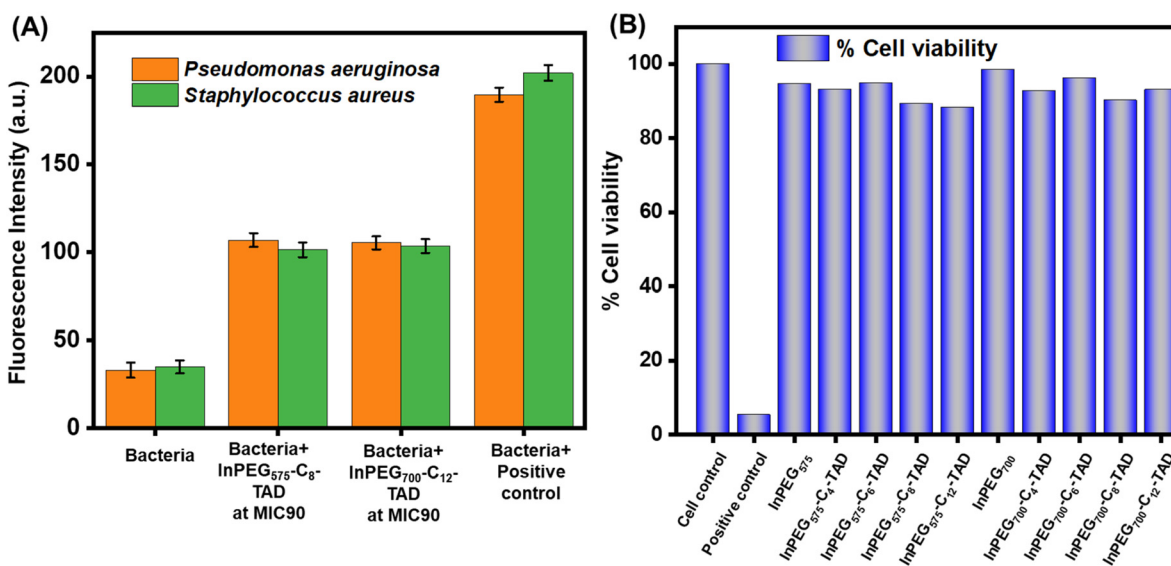 (A)
Fluorescence Intensity (a.u.)
200
150
100
50
0
Pseudomonas aeruginosa
Staphylococcus aureus
Bacteria
Bacteria+
InPEG₅₇₅-C₈-
TAD
at MIC90
Bacteria+
InPEG₇₀₀-C₁₂-
TAD
at MIC90
Bacteria+
Positive
control
(B)
% Cell viability
100
80
60
40
20
0
% Cell viability
Cell control
Positive control
InPEG₅₇₅
InPEG₅₇₅-C₄-TAD
InPEG₅₇₅-C₆-TAD
InPEG₅₇₅-C₈-TAD
InPEG₅₇₅-C₁₂-TAD
InPEG₇₀₀
InPEG₇₀₀-C₄-TAD
InPEG₇₀₀-C₆-TAD
InPEG₇₀₀-C₈-TAD
InPEG₇₀₀-C₁₂-TAD